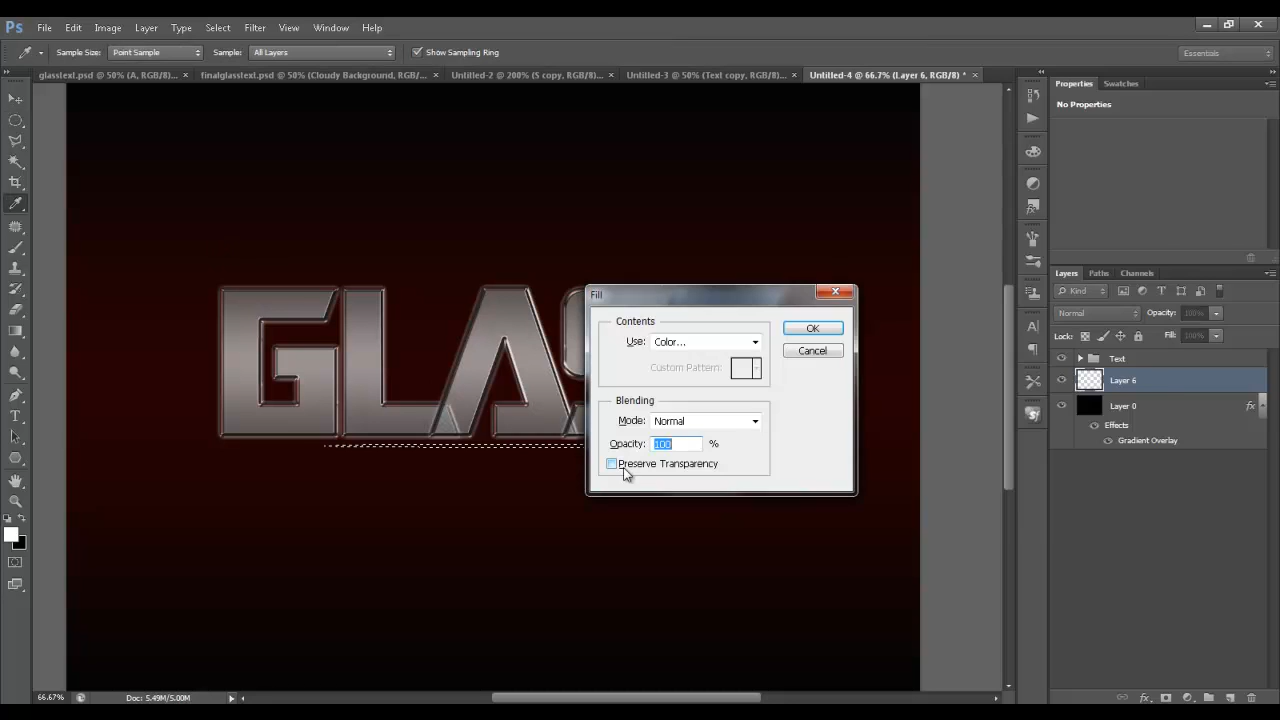 Ps File Edit Image Layer Type Select Filter View Window Help
Sample Size: Point Sample Sample: All Layers Show Sampling Ring Essentials
glasstext.psd @ 50% (A, RGB/8)... × finalglasstext.psd @ 50% (Cloudy Background, RGB/... × Untitled-2 @ 200% (S copy, RGB/8)... × Untitled-3 @ 50% (Text copy, RGB/8)... × Untitled-4 @ 66.7% (Layer 6, RGB/8) * ×
Properties Swatches
No Properties
GLAS
Fill
Contents
Use: Color...
Custom Pattern:
OK
Cancel
Blending
Mode: Normal
Opacity: 100 %
Preserve Transparency
Layers Paths Channels
Kind
Normal Opacity: 100%
Lock: Fill: 100%
Text
Layer 6
Layer 0 fx
Effects
Gradient Overlay
66.67% Doc: 5.49M/5.00M